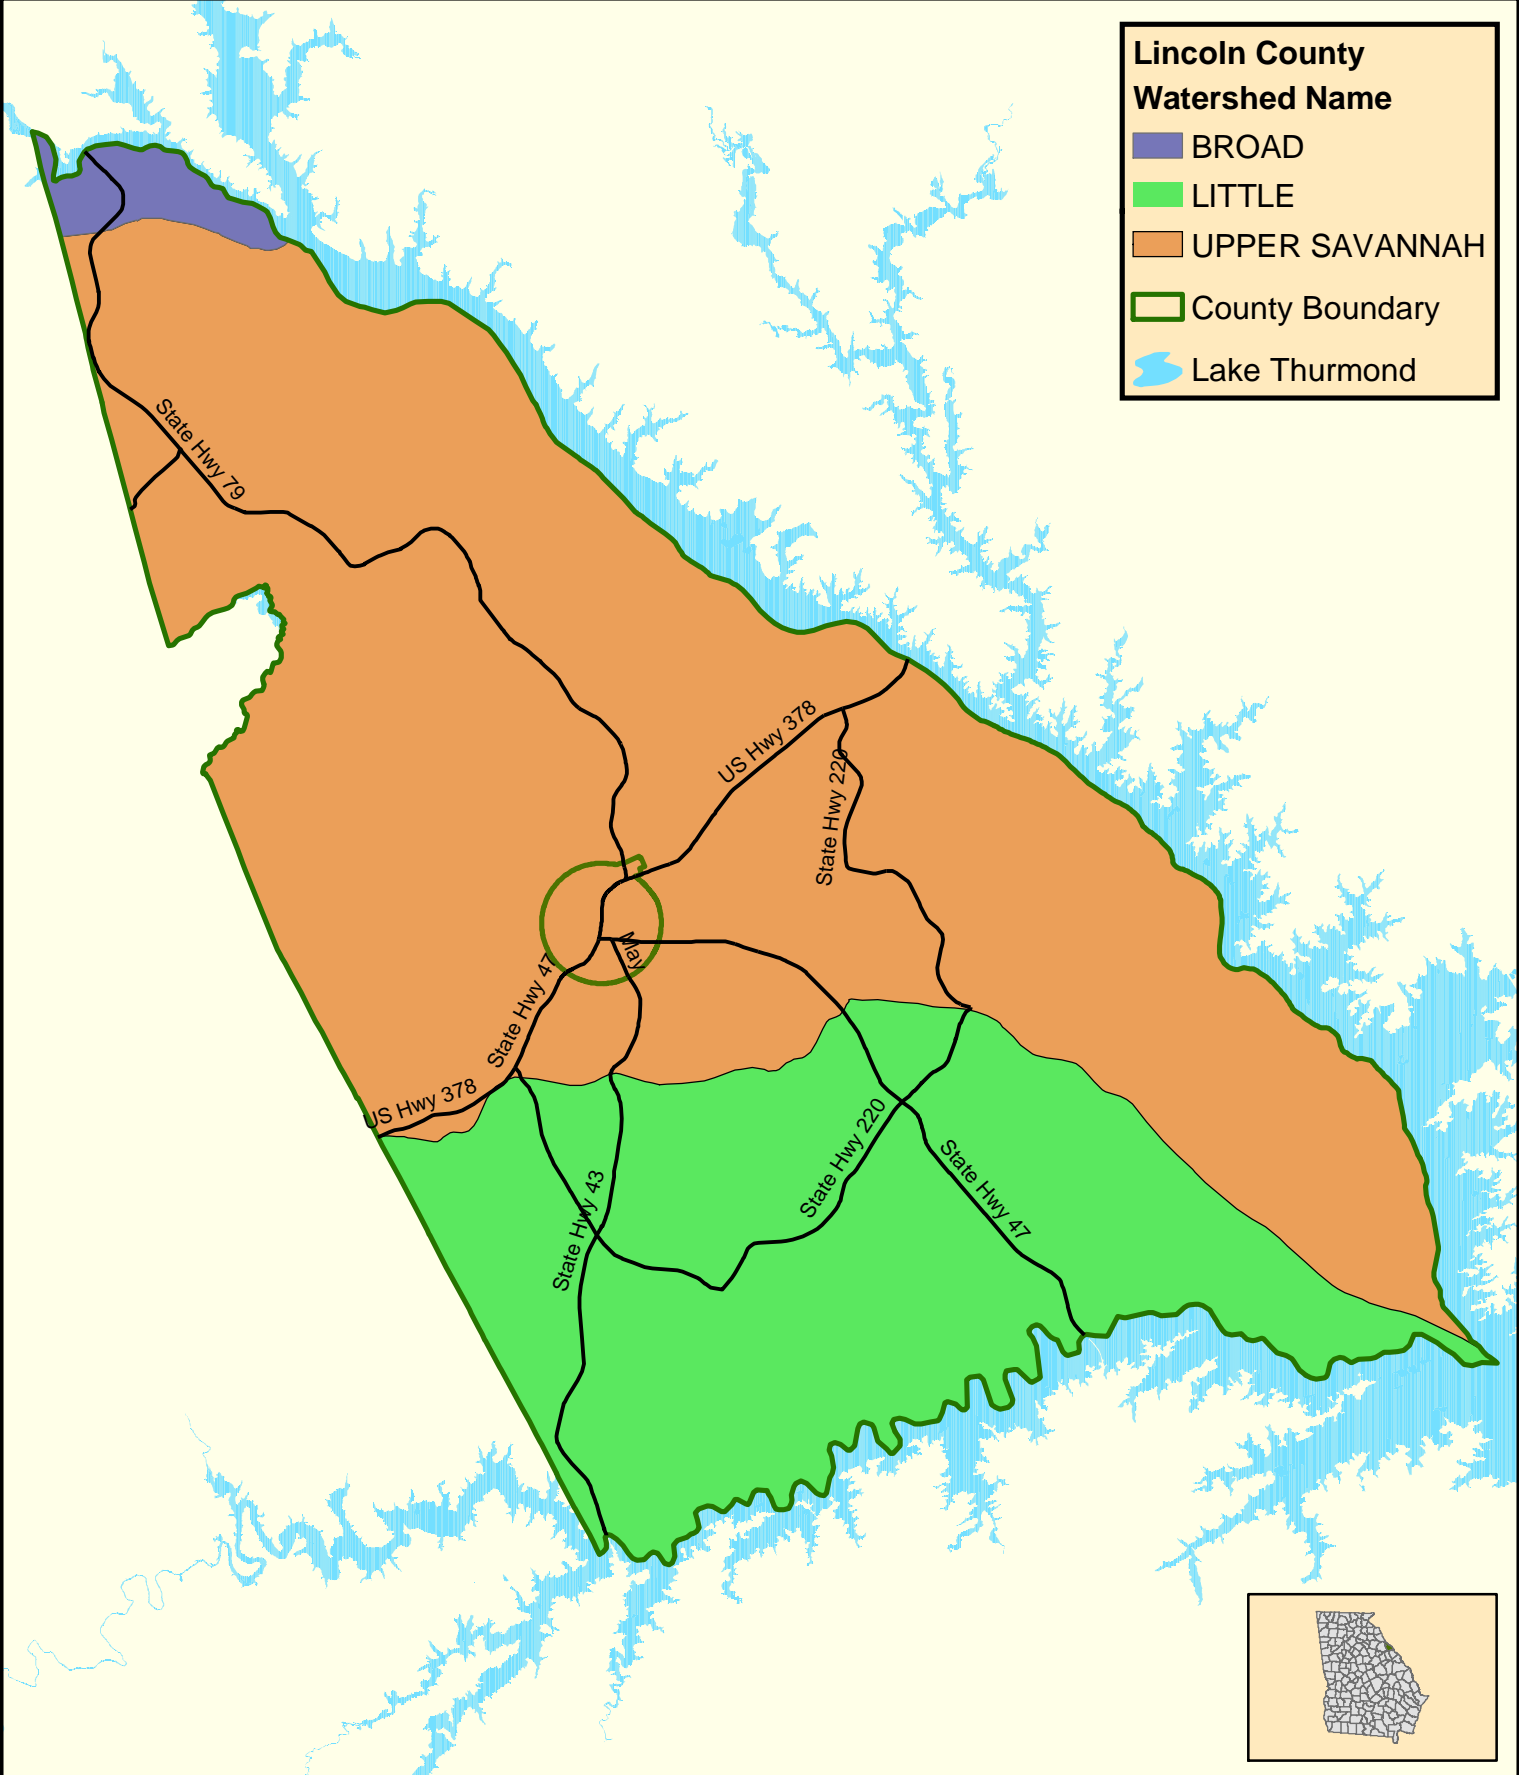 Lincoln County
Watershed Name
BROAD
LITTLE
UPPER SAVANNAH
County Boundary
Lake Thurmond
State Hwy 79
US Hwy 378
State Hwy 220
May
State Hwy 47
US Hwy 378
State Hwy 220
State Hwy 47
State Hwy 43